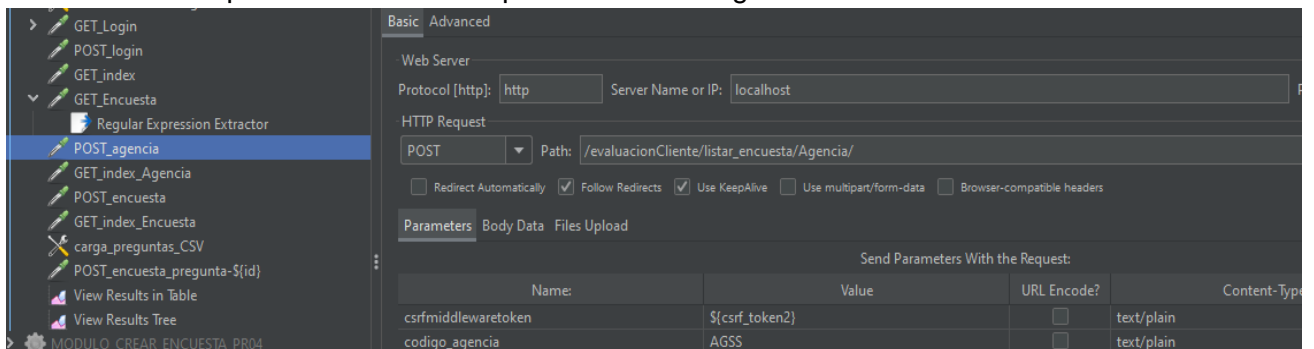 GET_Login
POST_login
GET_index
GET_Encuesta
Regular Expression Extractor
POST_agencia
GET_index_Agencia
POST_encuesta
GET_index_Encuesta
carga_preguntas_CSV
POST_encuesta_pregunta-${id}
View Results in Table
View Results Tree
MODULO_CREAR_ENCUESTA_PR04
Basic Advanced
Web Server
Protocol [http]: http Server Name or IP: localhost
HTTP Request
POST Path: /evaluacionCliente/listar_encuesta/Agencia/
Redirect Automatically Follow Redirects Use KeepAlive Use multipart/form-data Browser-compatible headers
Parameters Body Data Files Upload
Send Parameters With the Request:
Name: Value URL Encode? Content-Type
csrfmiddlewaretoken ${csrf_token2} text/plain
codigo_agencia AGSS text/plain